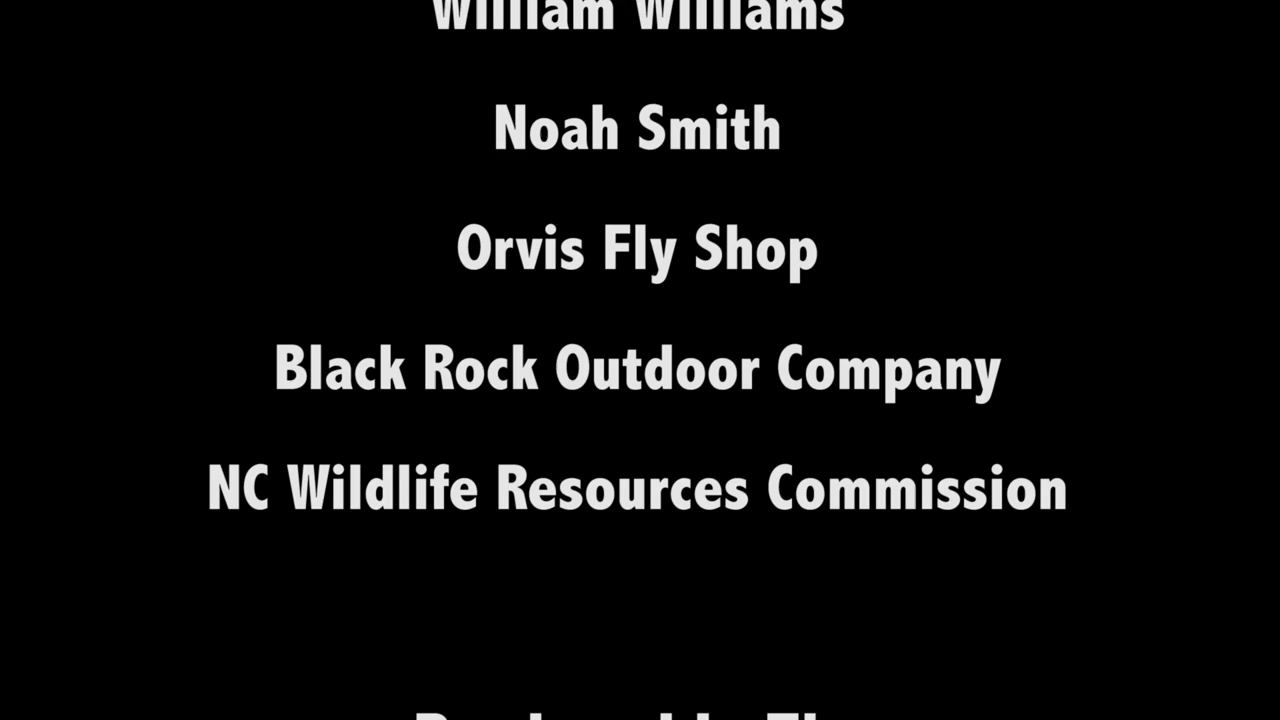 William Williams
Noah Smith
Orvis Fly Shop
Black Rock Outdoor Company
NC Wildlife Resources Commission